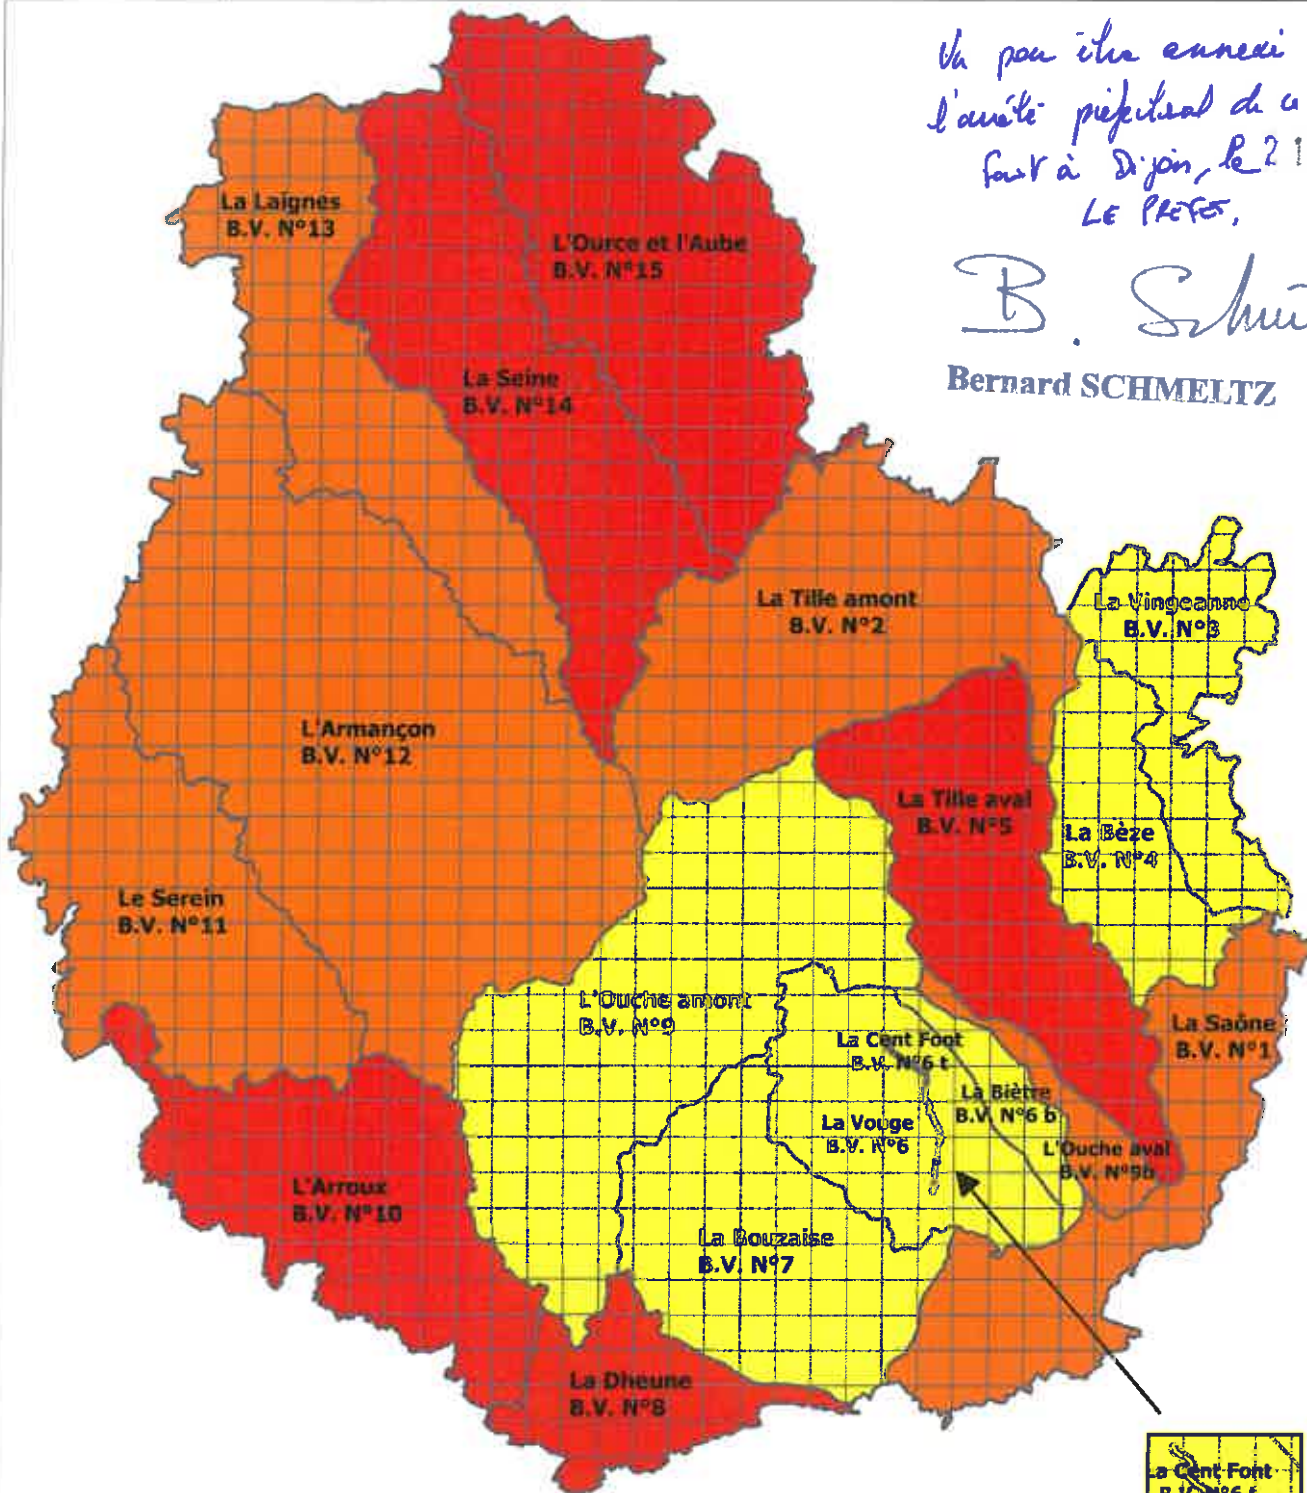 Vu pour être annexé
l'arrêté préfectoral de ce
fait à Dijon, le 2
LE PREFET,
B. Schm
Bernard SCHMELTZ
La Laignes
B.V. N°13
L'Ource et l'Aube
B.V. N°15
La Seine
B.V. N°14
La Tille amont
B.V. N°2
La Vingeanne
B.V. N°3
L'Armançon
B.V. N°12
La Tille aval
B.V. N°5
La Bèze
B.V. N°4
Le Serein
B.V. N°11
L'Ouche amont
B.V. N°9
La Saône
B.V. N°1
La Cent Font
B.V. N°6 t
La Biètre
B.V. N°6 b
La Vouge
B.V. N°6
L'Ouche aval
B.V. N°9b
L'Arroux
B.V. N°10
La Bouzaise
B.V. N°7
La Dheune
B.V. N°8
La Cent Font
B.V. N°6 t